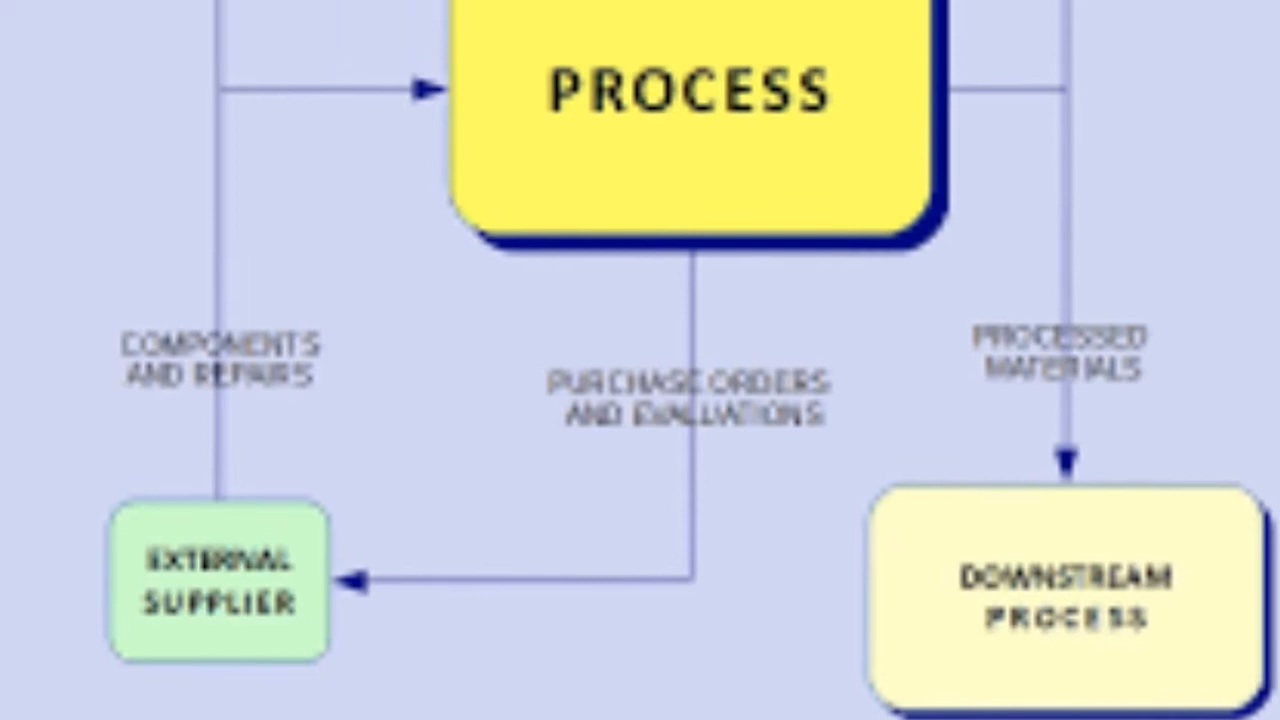 PROCESS
COMPONENTS
AND REPAIRS
PURCHASE ORDERS
AND EVALUATIONS
PROCESSED
MATERIALS
EXTERNAL
SUPPLIER
DOWNSTREAM
PROCESS